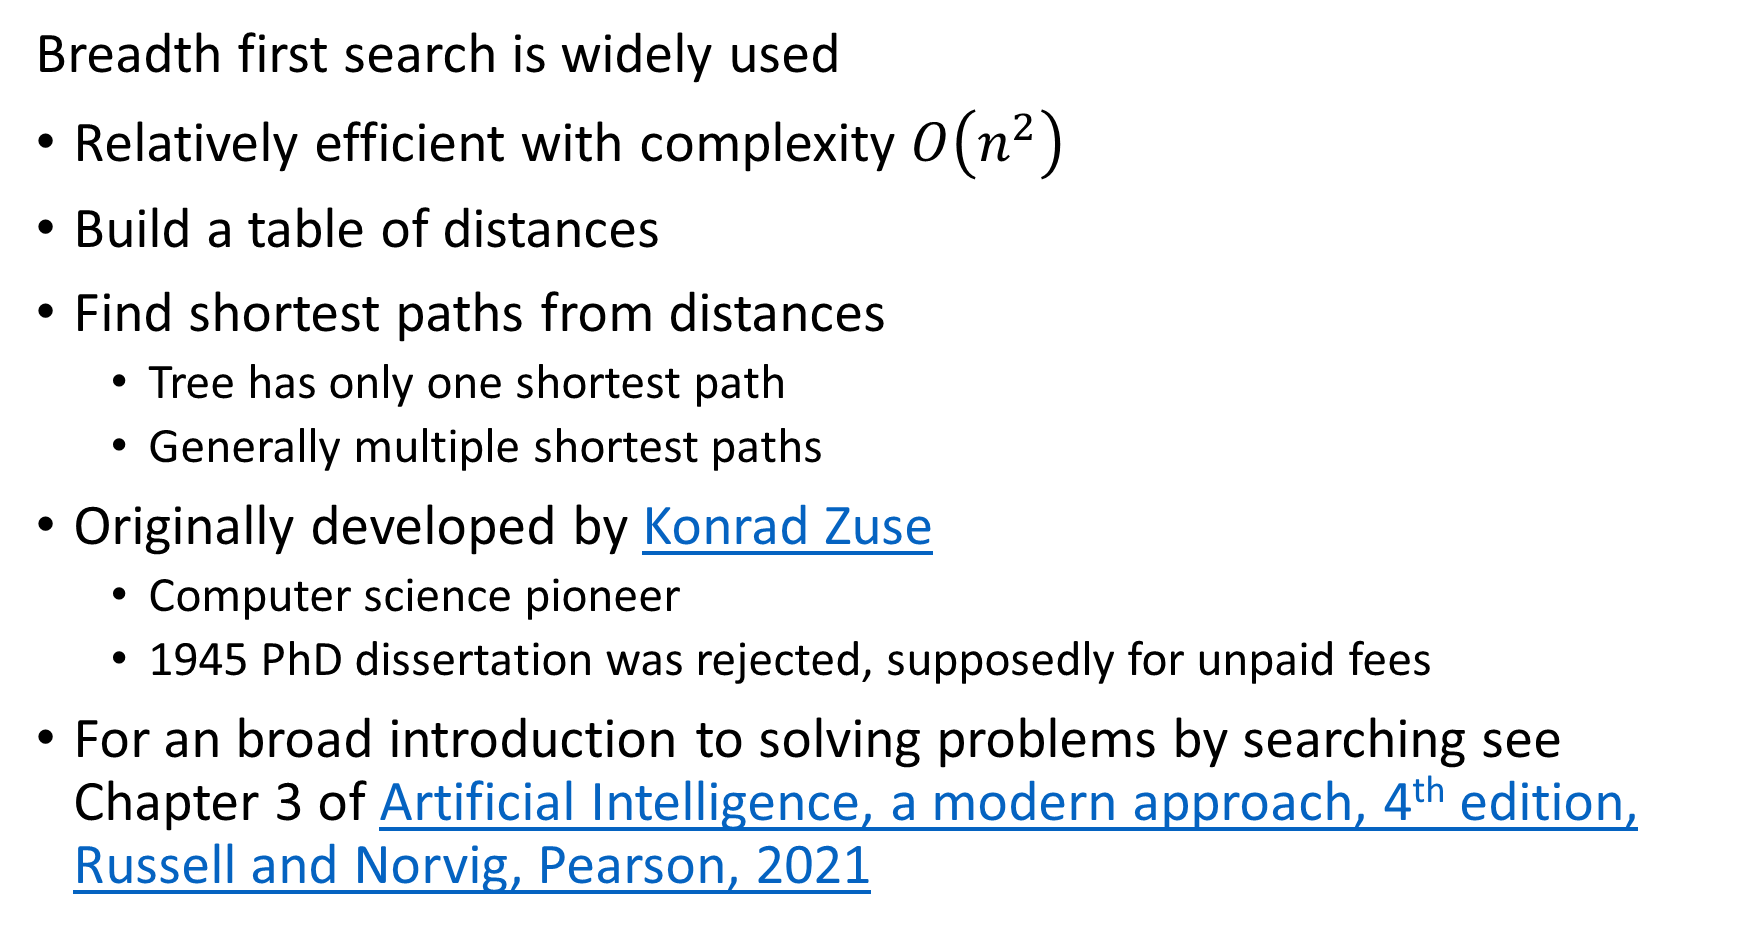 Breadth first search is widely used
• Relatively efficient with complexity O(n²)
• Build a table of distances
• Find shortest paths from distances
• Tree has only one shortest path
• Generally multiple shortest paths
• Originally developed by Konrad Zuse
• Computer science pioneer
• 1945 PhD dissertation was rejected, supposedly for unpaid fees
• For an broad introduction to solving problems by searching see
Chapter 3 of Artificial Intelligence, a modern approach, 4th edition,
Russell and Norvig, Pearson, 2021